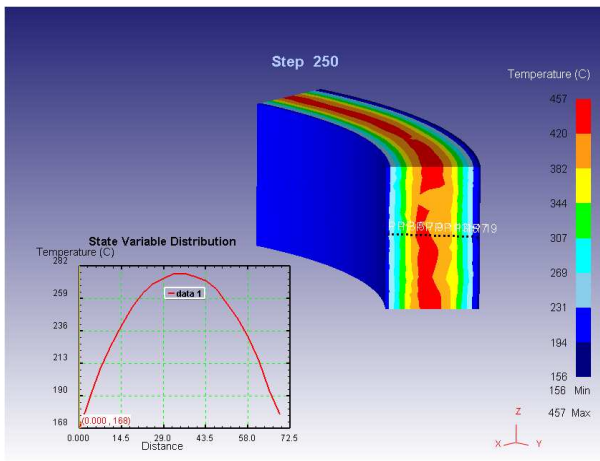 Step 250
Temperature (C)
457
420
382
344
307
269
231
194
156
156 Min
457 Max
State Variable Distribution
Temperature (C)
282
259
236
213
190
168
data 1
(0.000, 168)
0.000 14.5 29.0 43.5 58.0 72.5
Distance
Z
X Y